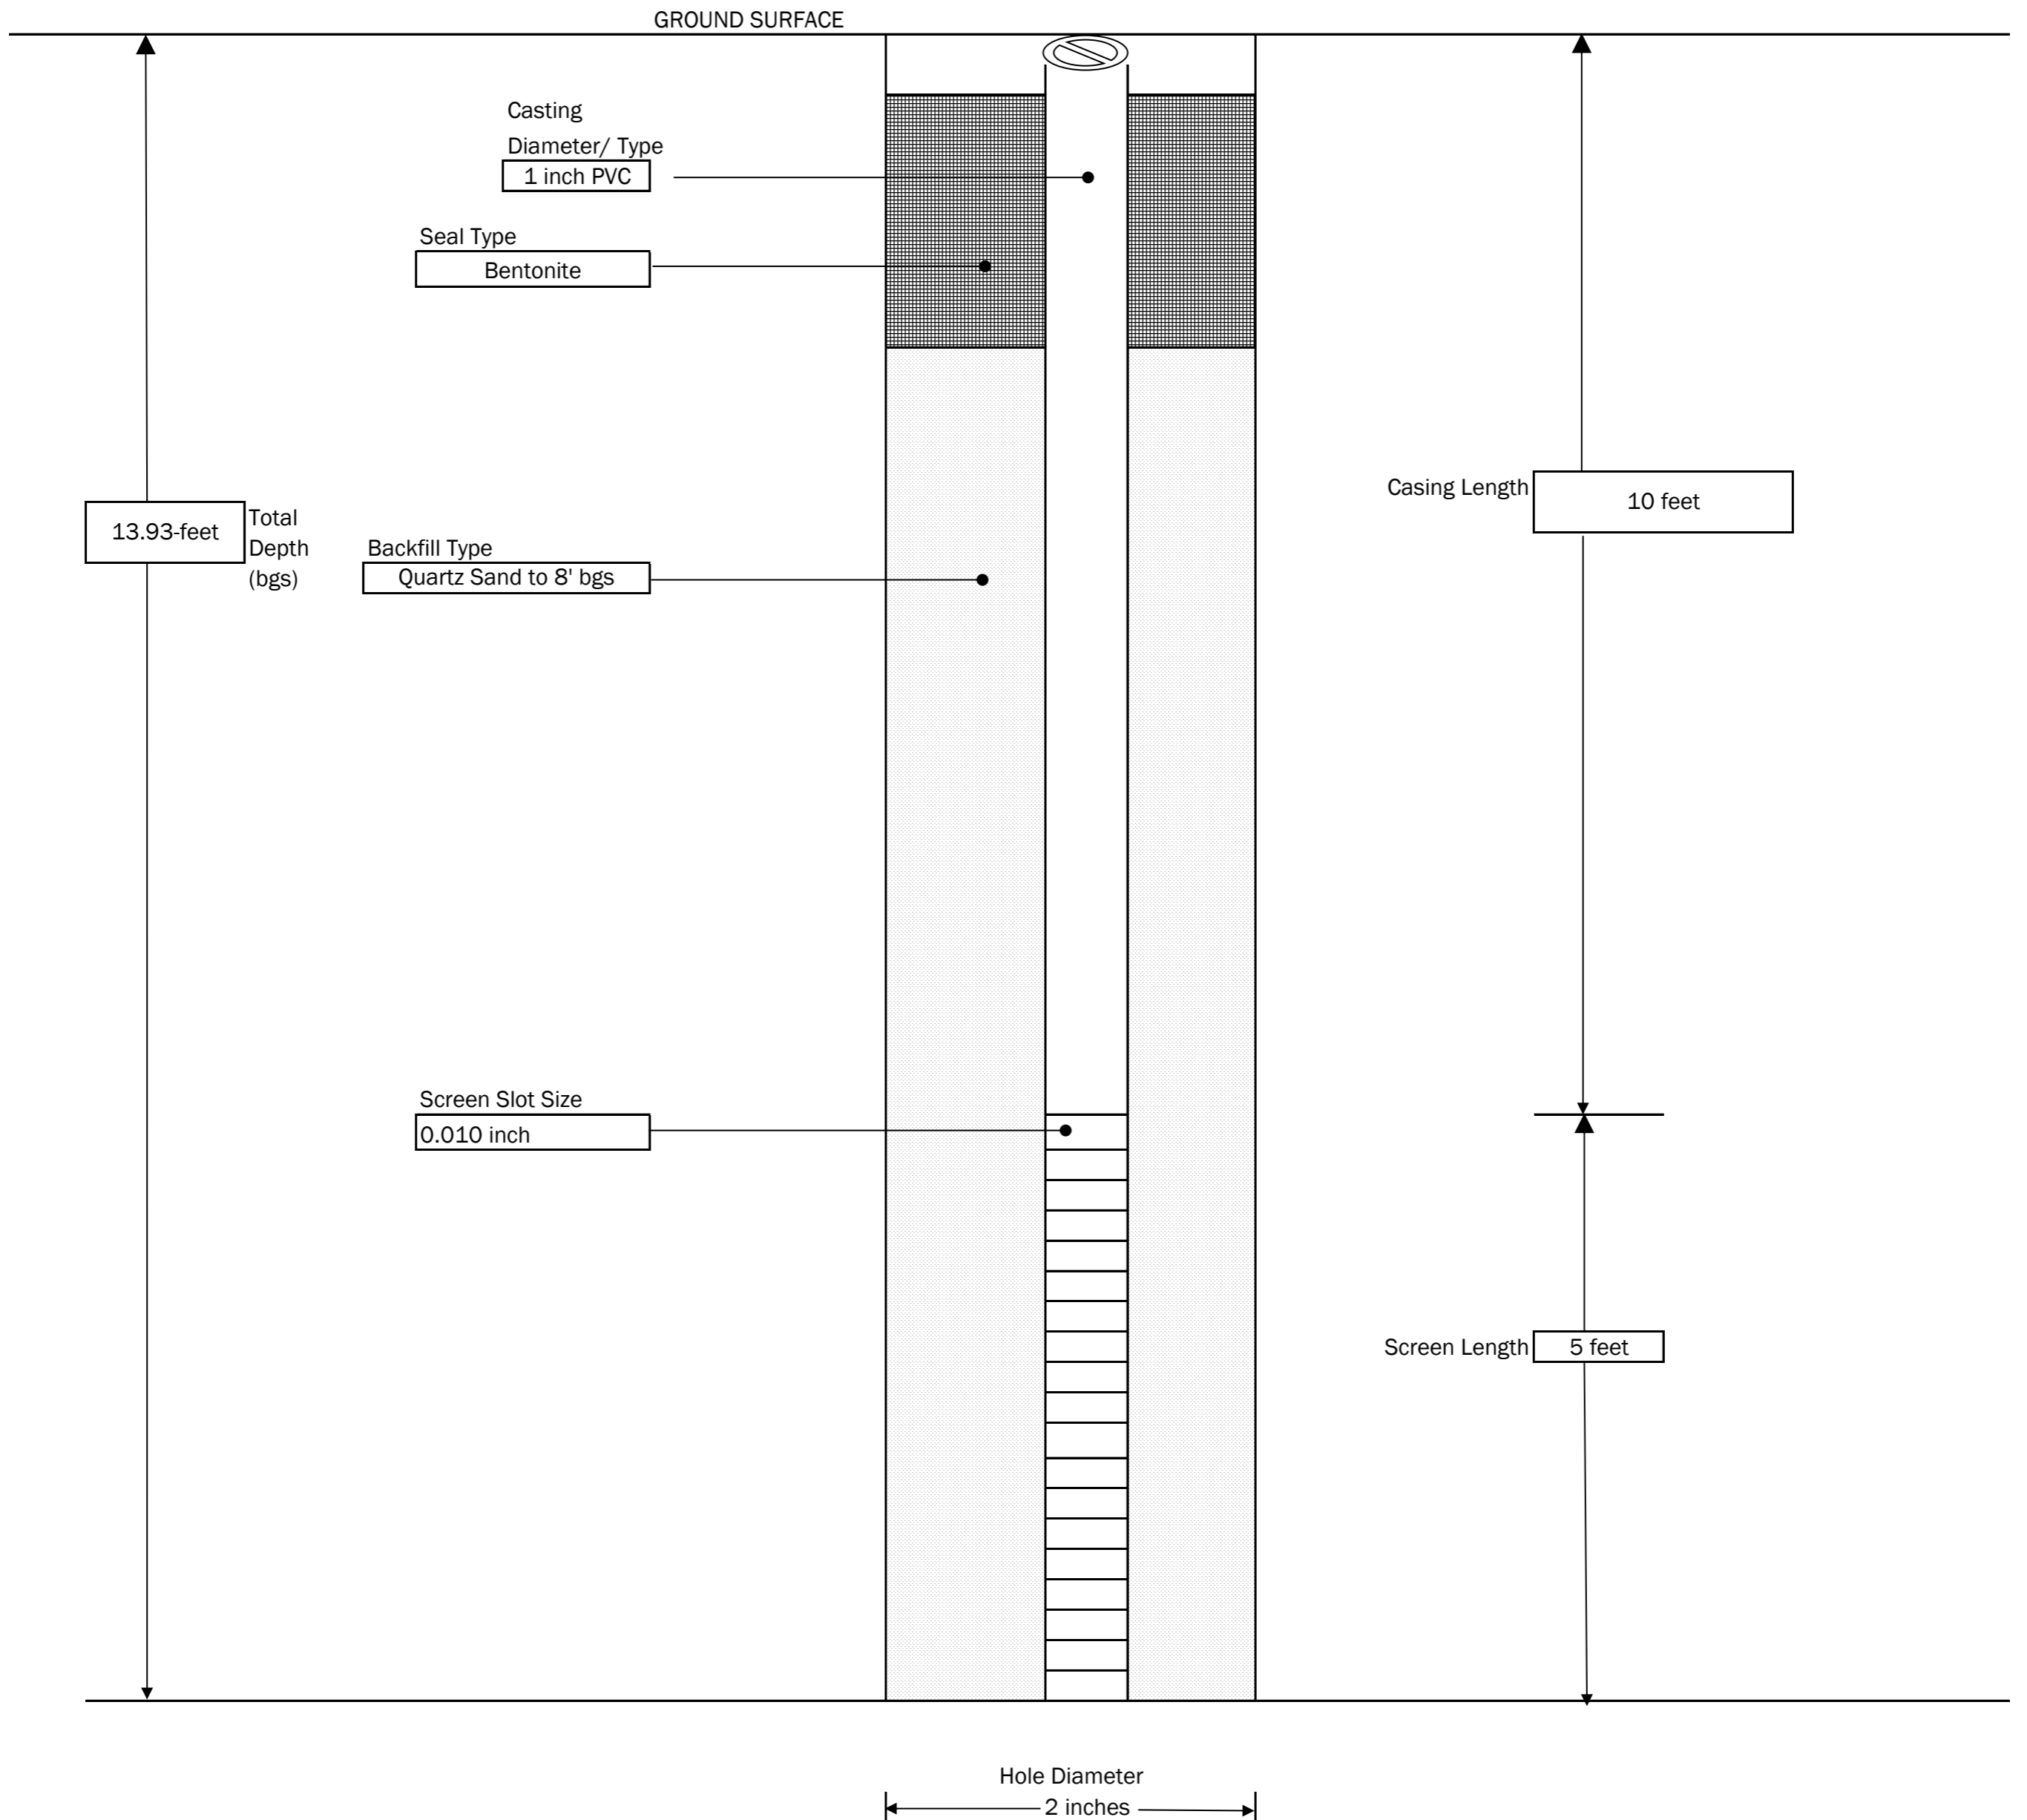 GROUND SURFACE
Casting
Diameter/ Type
1 inch PVC
Seal Type
Bentonite
Casing Length
10 feet
13.93-feet
Total
Depth
(bgs)
Backfill Type
Quartz Sand to 8' bgs
Screen Slot Size
0.010 inch
Screen Length
5 feet
Hole Diameter
2 inches